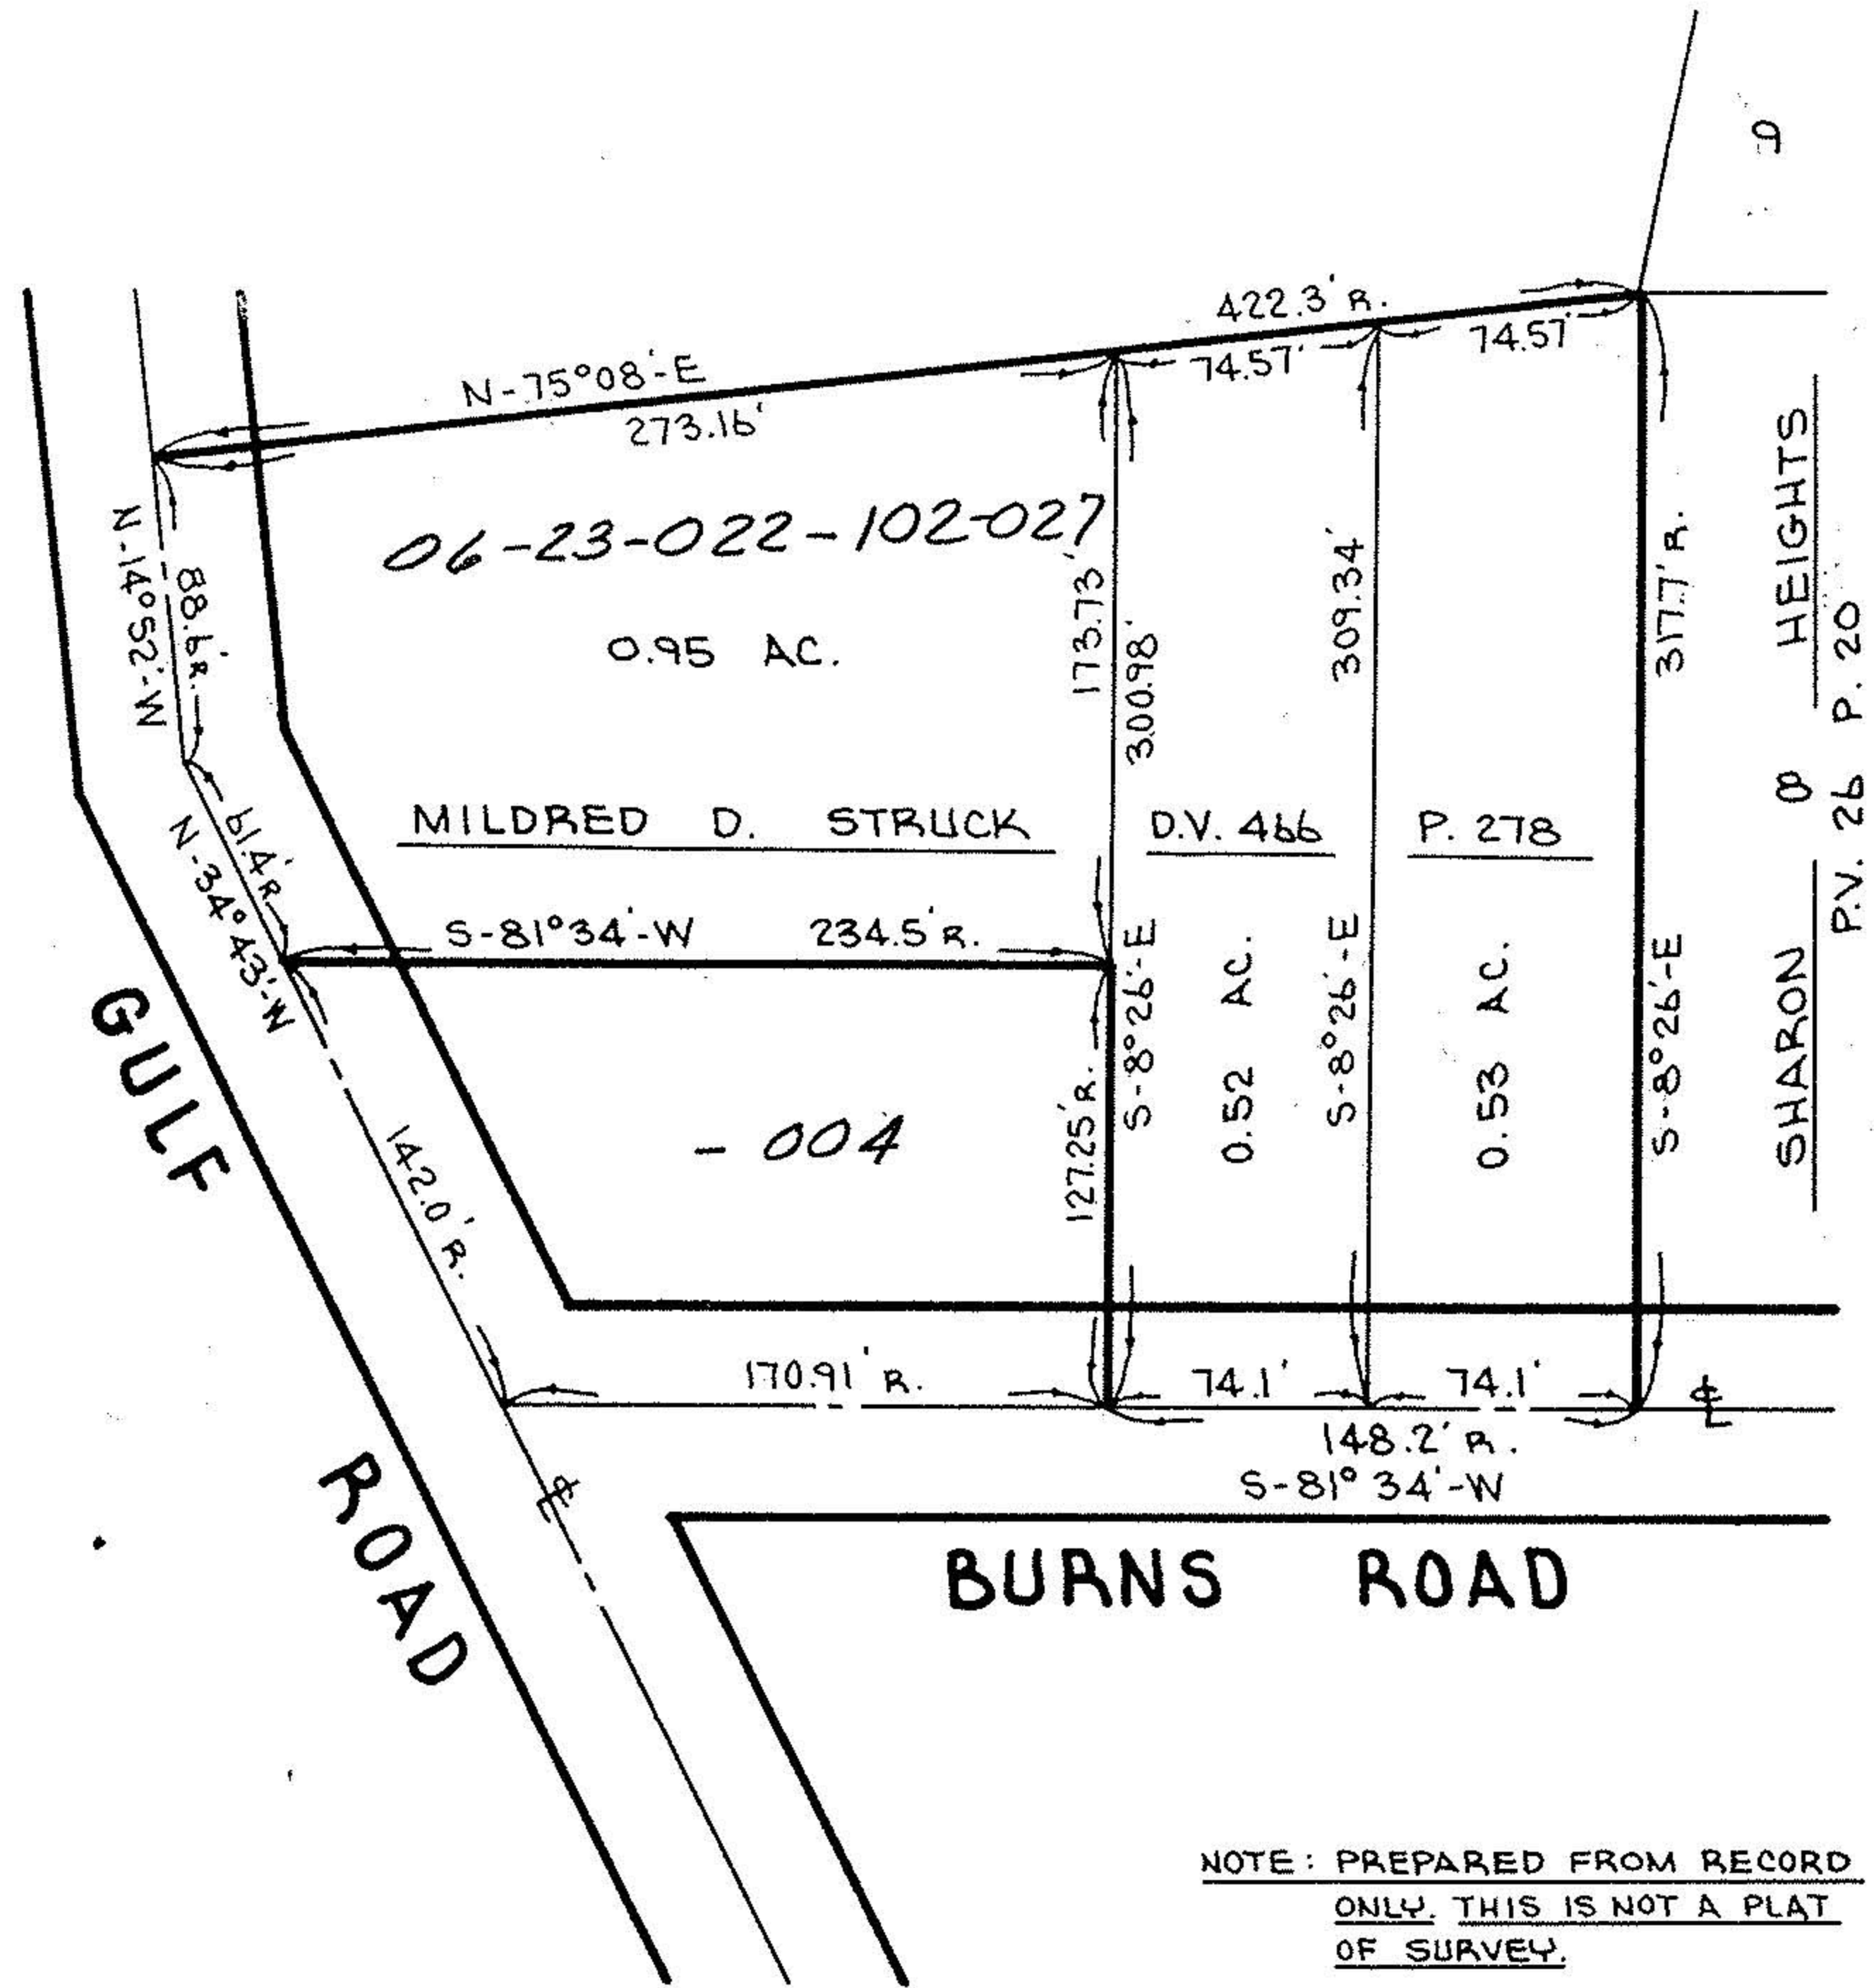 9
422.3' R.
N-75°08'-E
74.57'
74.57'
273.16'
06-23-022-102-027
0.95 AC.
N-14°52'-W
88.6' R.
173.73'
300.98'
309.34'
317.7' R.
MILDRED D. STRUCK D.V. 466 P. 278
61.4' R.
N-34°43'-W
S-81°34'-W 234.5' R.
S-8°26'-E
S-8°26'-E
S-8°26'-E
0.52 AC.
0.53 AC.
SHARON 8 HEIGHTS
P.V. 26 P. 20
- 004
127.25' R.
142.0' R.
GULF ROAD
170.91' R.
74.1'
74.1'
℄
148.2' R.
S-81°34'-W
℄
BURNS ROAD
NOTE: PREPARED FROM RECORD
ONLY. THIS IS NOT A PLAT
OF SURVEY.